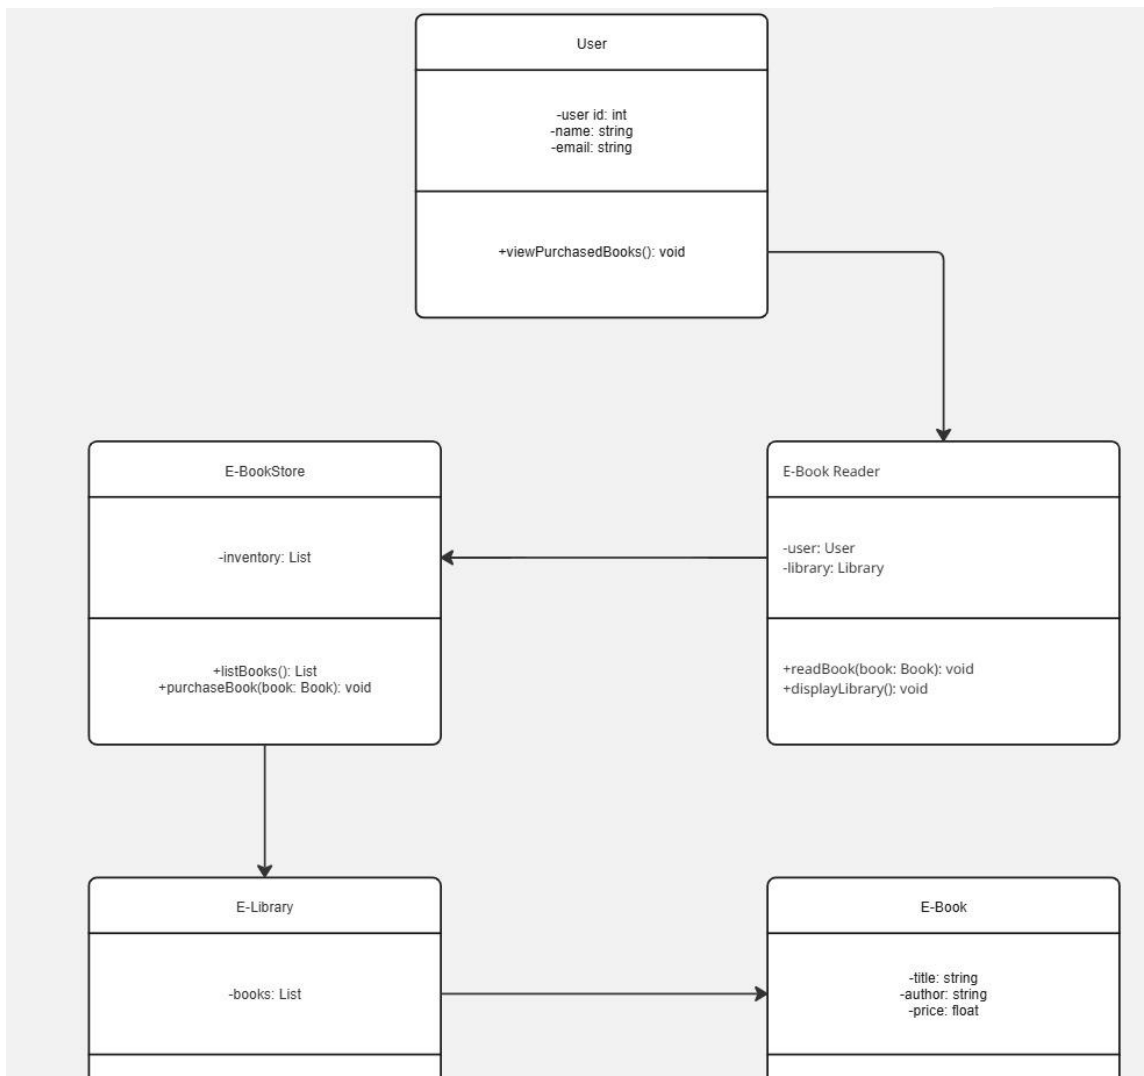 User
-user id: int
-name: string
-email: string
+viewPurchasedBooks(): void
E-BookStore
-inventory: List
+listBooks(): List
+purchaseBook(book: Book): void
E-Book Reader
-user: User
-library: Library
+readBook(book: Book): void
+displayLibrary(): void
E-Library
-books: List
E-Book
-title: string
-author: string
-price: float